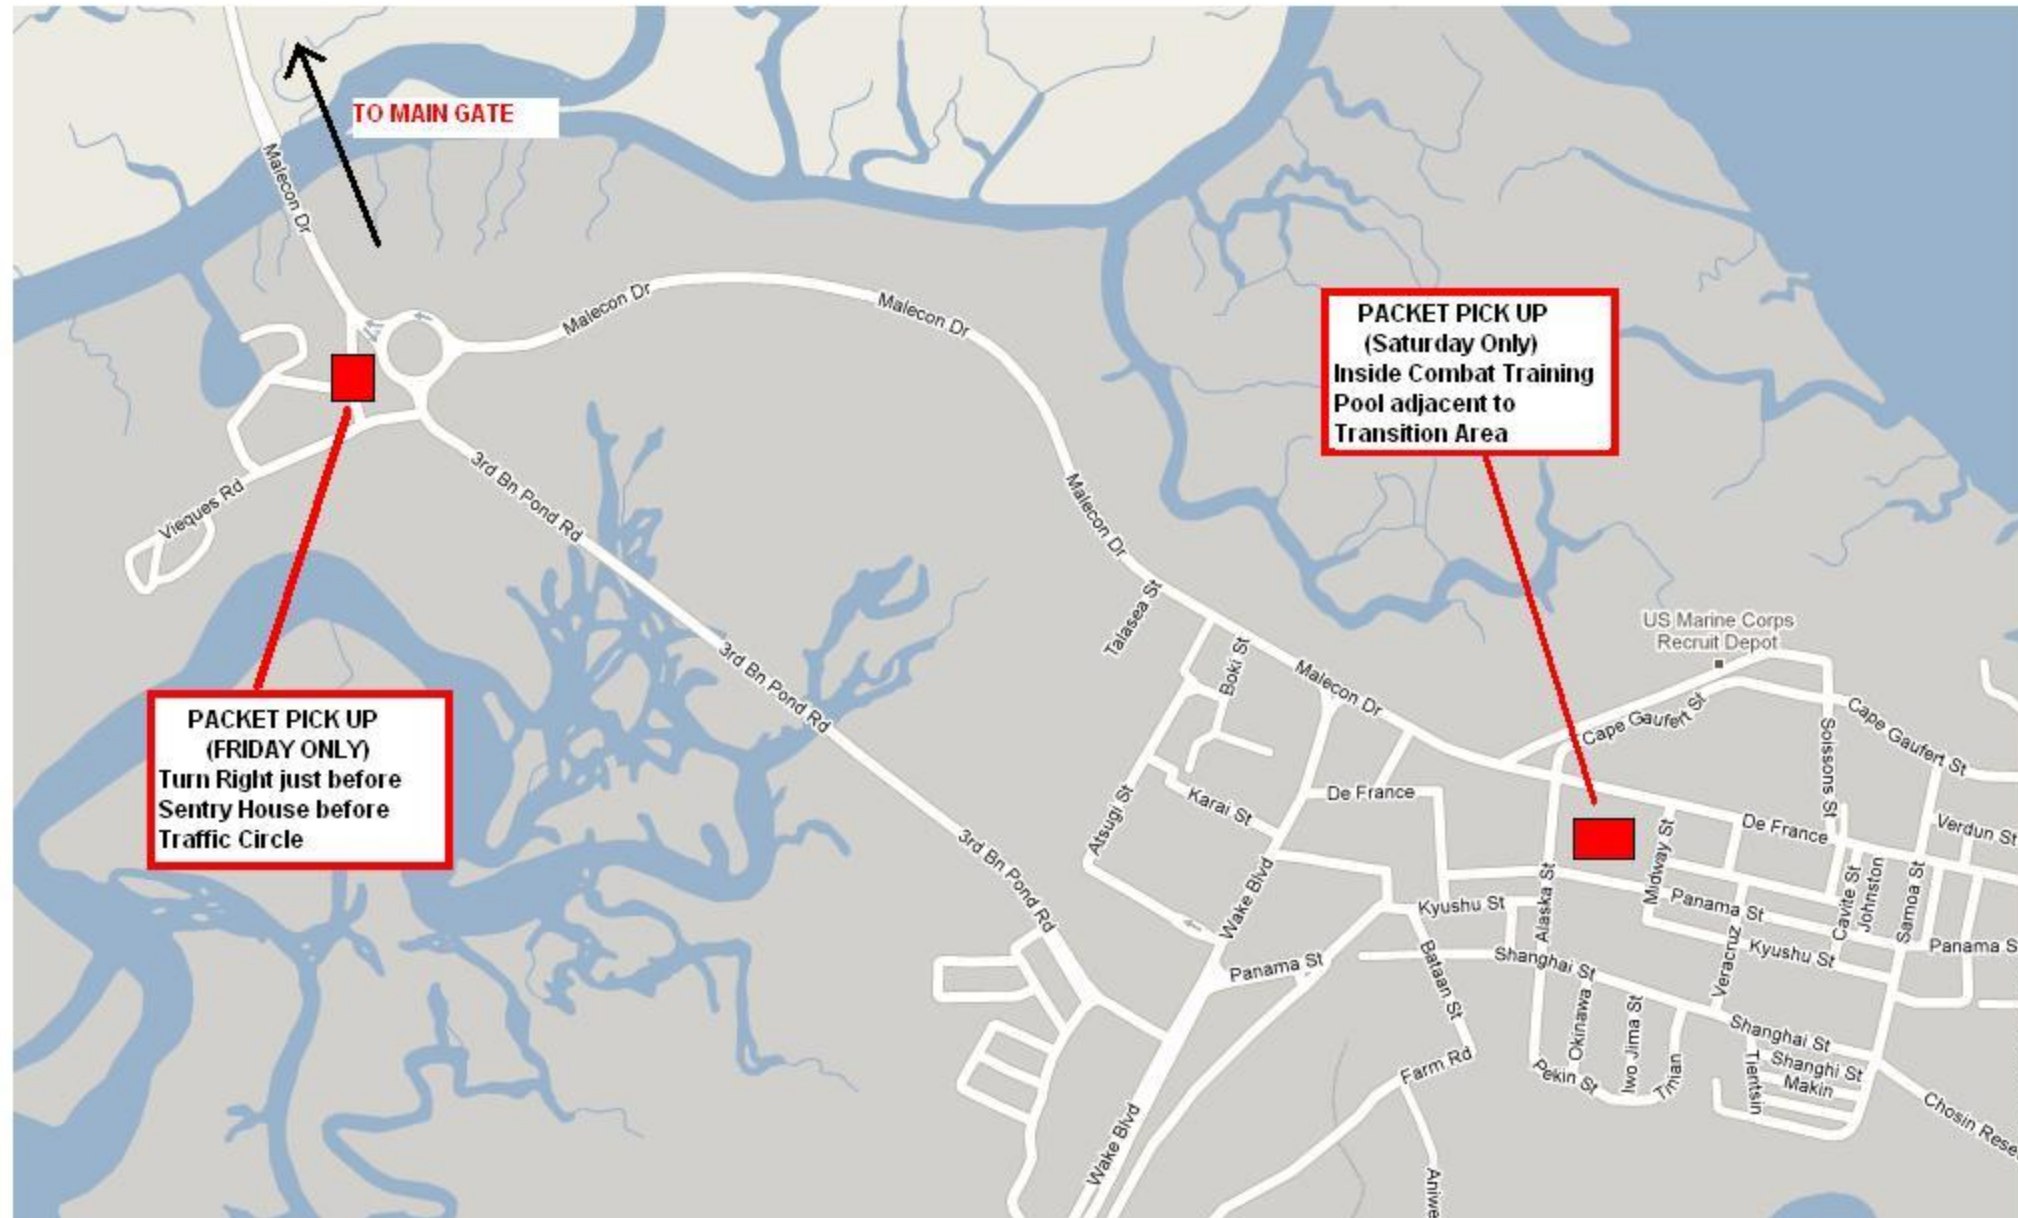 TO MAIN GATE
Malecon Dr
Malecon Dr
Malecon Dr
PACKET PICK UP
(Saturday Only)
Inside Combat Training
Pool adjacent to
Transition Area
3rd Bn Pond Rd
Vieques Rd
Malecon Dr
Talasea St
Boki St
US Marine Corps
Recruit Depot
3rd Bn Pond Rd
Malecon Dr
PACKET PICK UP
(FRIDAY ONLY)
Turn Right just before
Sentry House before
Traffic Circle
Cape Gaufert St
Soissons St
Cape Gaufert St
Atsugi St
Karai St
De France
De France
Verdun St
3rd Bn Pond Rd
Wake Blvd
Kyushu St
Alaska St
Midway St
Panama St
Cavite St
Johnston
Samoa St
Panama St
Bataan St
Shanghai St
Veracruz
Kyushu St
Panama S
Okinawa
Iwo Jima St
Shanghai St
Farm Rd
Pekin St
Tinian
Tientsin
Shanghi St
Makin
Chosin Rese
Wake Blvd
Aniwe